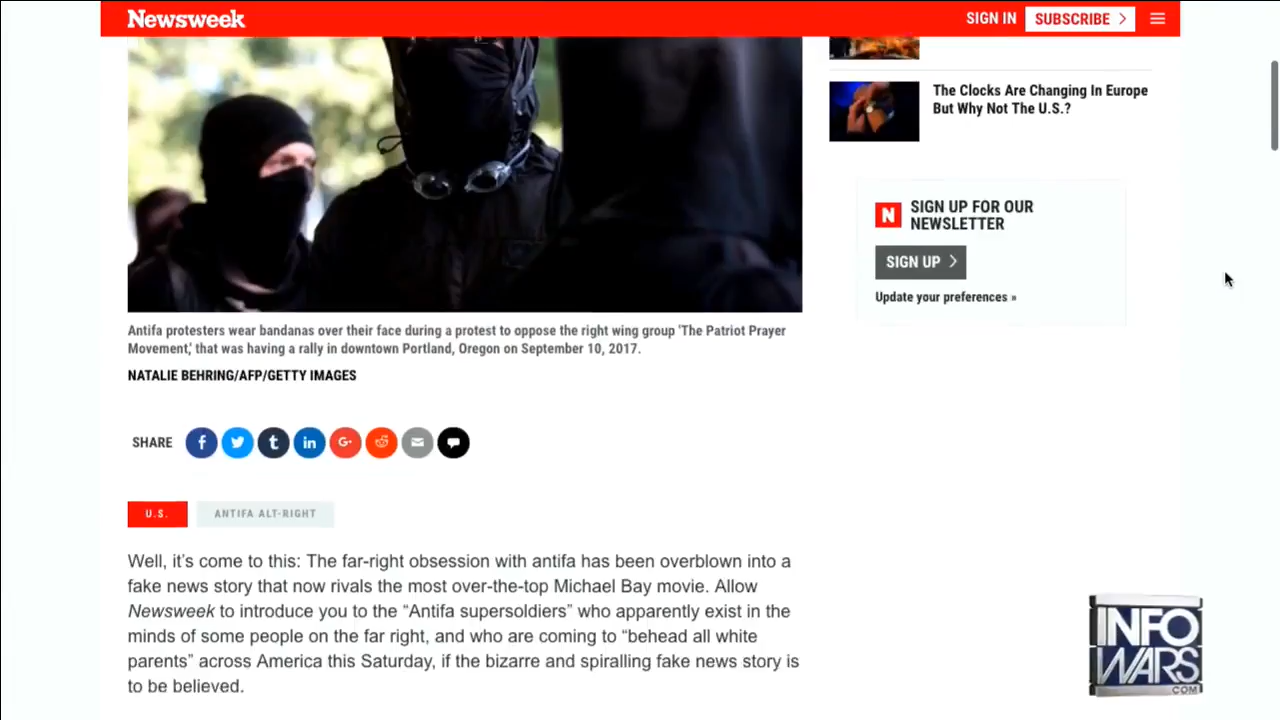 Newsweek
SIGN IN
SUBSCRIBE
The Clocks Are Changing In Europe
But Why Not The U.S.?
N
SIGN UP FOR OUR
NEWSLETTER
SIGN UP
Update your preferences »
Antifa protesters wear bandanas over their face during a protest to oppose the right wing group 'The Patriot Prayer
Movement,' that was having a rally in downtown Portland, Oregon on September 10, 2017.
NATALIE BEHRING/AFP/GETTY IMAGES
SHARE
f
t
in
G+
U.S.
ANTIFA ALT-RIGHT
Well, it's come to this: The far-right obsession with antifa has been overblown into a
fake news story that now rivals the most over-the-top Michael Bay movie. Allow
Newsweek to introduce you to the “Antifa supersoldiers” who apparently exist in the
minds of some people on the far right, and who are coming to “behead all white
parents” across America this Saturday, if the bizarre and spiralling fake news story is
to be believed.
INFO
WARS
.COM